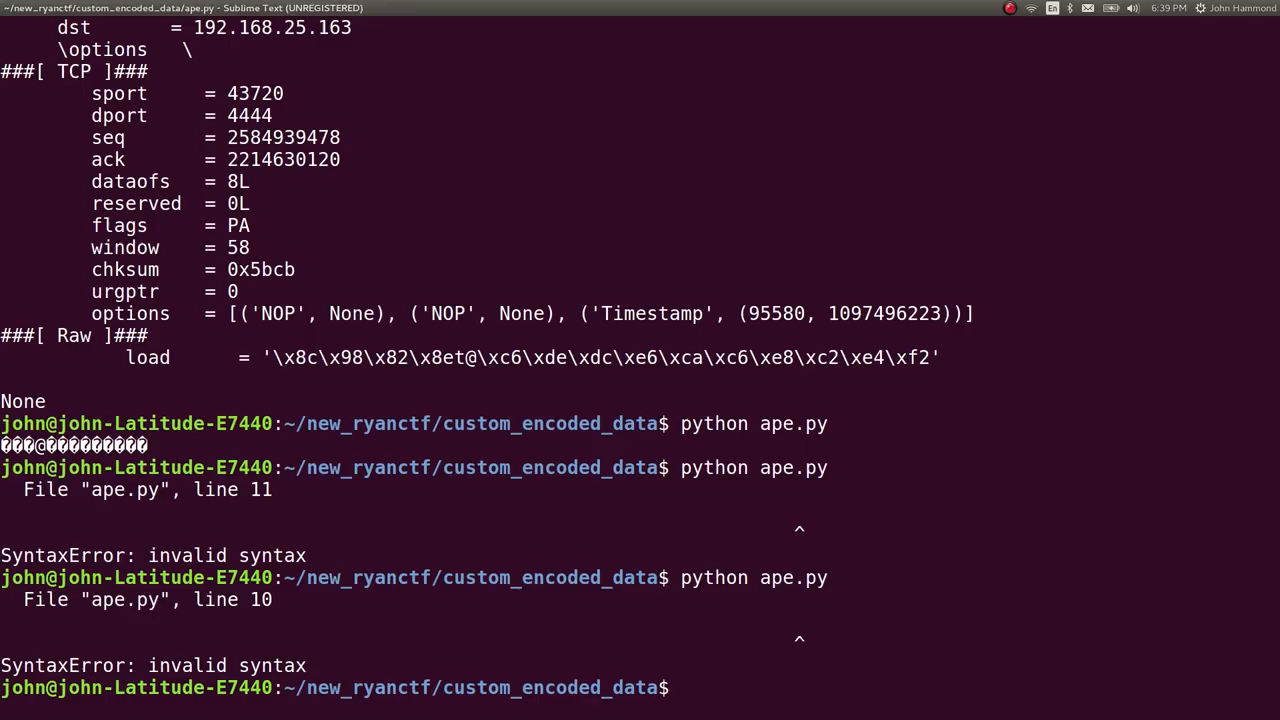 ~/new_ryanctf/custom_encoded_data/ape.py - Sublime Text (UNREGISTERED) En 6:39 PM John Hammond
dst = 192.168.25.163
\options \
###[ TCP ]###
sport = 43720
dport = 4444
seq = 2584939478
ack = 2214630120
dataofs = 8L
reserved = 0L
flags = PA
window = 58
chksum = 0x5bcb
urgptr = 0
options = [('NOP', None), ('NOP', None), ('Timestamp', (95580, 1097496223))]
###[ Raw ]###
load = '\x8c\x98\x82\x8et@\xc6\xde\xdc\xe6\xca\xc6\xe8\xc2\xe4\xf2'
None
john@john-Latitude-E7440:~/new_ryanctf/custom_encoded_data$ python ape.py
���@���������
john@john-Latitude-E7440:~/new_ryanctf/custom_encoded_data$ python ape.py
File "ape.py", line 11
^
SyntaxError: invalid syntax
john@john-Latitude-E7440:~/new_ryanctf/custom_encoded_data$ python ape.py
File "ape.py", line 10
^
SyntaxError: invalid syntax
john@john-Latitude-E7440:~/new_ryanctf/custom_encoded_data$